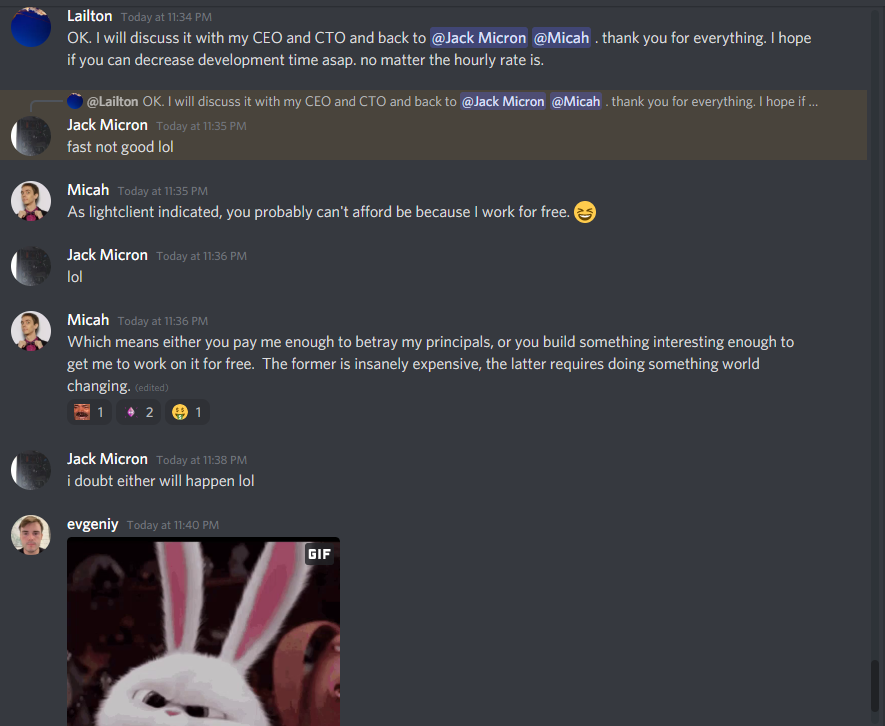 Lailton Today at 11:34 PM
OK. I will discuss it with my CEO and CTO and back to @Jack Micron @Micah . thank you for everything. I hope
if you can decrease development time asap. no matter the hourly rate is.
@Lailton OK. I will discuss it with my CEO and CTO and back to @Jack Micron @Micah . thank you for everything. I hope if ...
Jack Micron Today at 11:35 PM
fast not good lol
Micah Today at 11:35 PM
As lightclient indicated, you probably can't afford be because I work for free.
Jack Micron Today at 11:36 PM
lol
Micah Today at 11:36 PM
Which means either you pay me enough to betray my principals, or you build something interesting enough to
get me to work on it for free. The former is insanely expensive, the latter requires doing something world
changing. (edited)
1 2 1
Jack Micron Today at 11:38 PM
i doubt either will happen lol
evgeniy Today at 11:40 PM
GIF